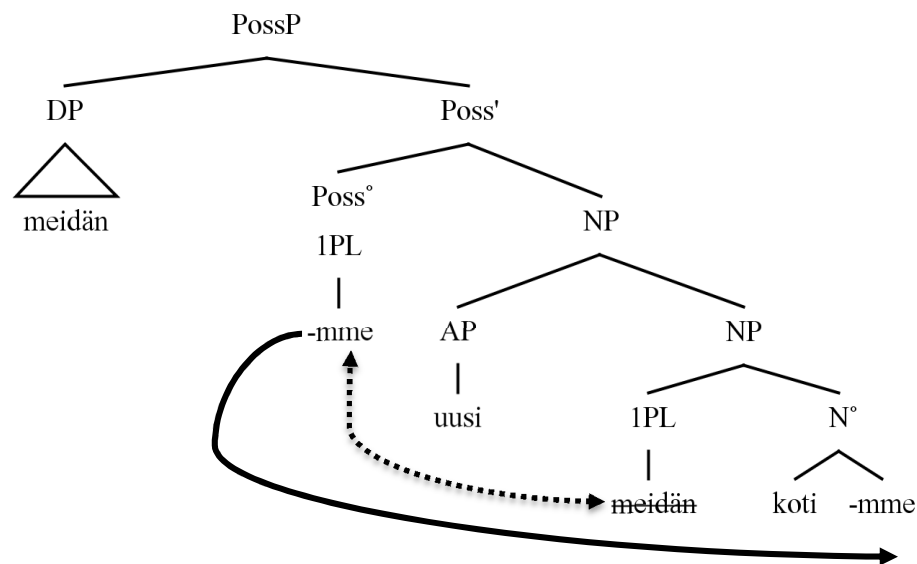 PossP
DP Poss'
Poss° NP
meidän
1PL
-mme AP NP
uusi 1PL N°
meidän koti -mme